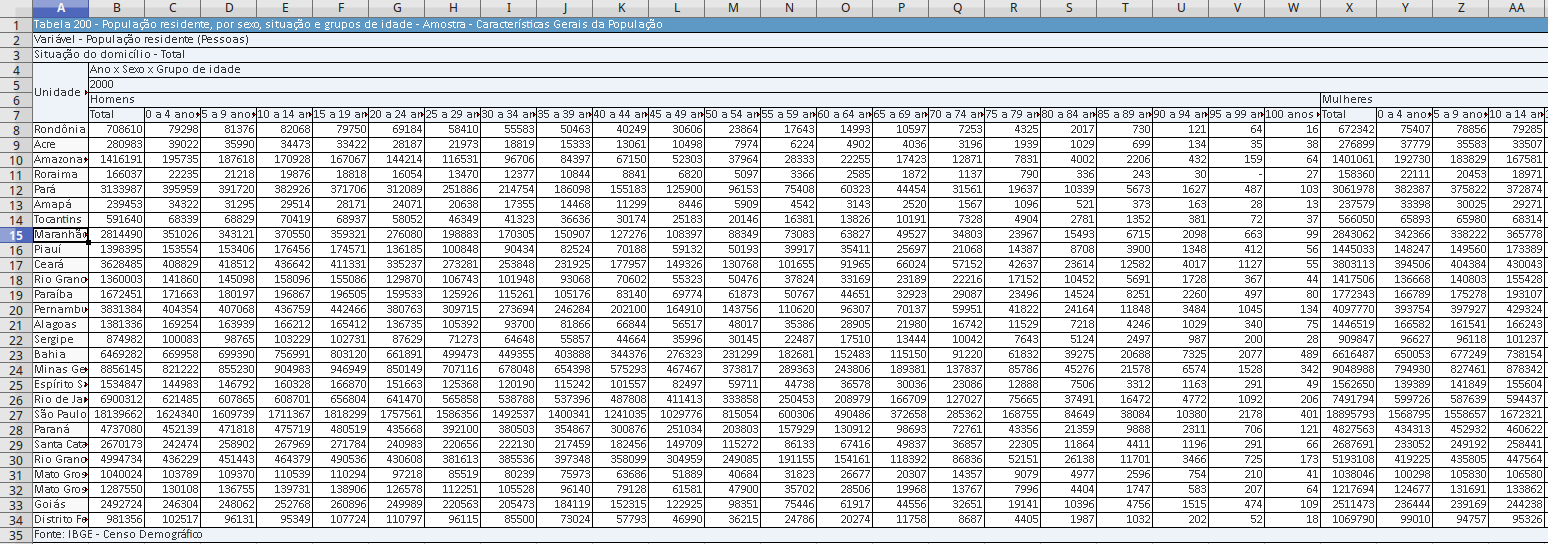 A B C D E F G H I J K L M N O P Q R S T U V W X Y Z AA
1 Tabela 200 - População residente, por sexo, situação e grupos de idade - Amostra - Características Gerais da População
2 Variável - População residente (Pessoas)
3 Situação do domicílio - Total
4 Ano x Sexo x Grupo de idade
5 2000
Unidade
6 Homens Mulheres
7 Total 0 a 4 ano 5 a 9 ano 10 a 14 an 15 a 19 an 20 a 24 an 25 a 29 an 30 a 34 an 35 a 39 an 40 a 44 an 45 a 49 an 50 a 54 an 55 a 59 an 60 a 64 an 65 a 69 an 70 a 74 an 75 a 79 an 80 a 84 an 85 a 89 an 90 a 94 an 95 a 99 an 100 anos Total 0 a 4 ano 5 a 9 ano 10 a 14 an
8 Rondônia 708610 79298 81376 82068 79750 69184 58410 55583 50463 40249 30606 23864 17643 14993 10597 7253 4325 2017 730 121 64 16 672342 75407 78856 79285
9 Acre 280983 39022 35990 34473 33422 28187 21973 18819 15333 13061 10498 7974 6224 4902 4036 3196 1939 1029 699 134 35 38 276899 37779 35583 33507
10 Amazona 1416191 195735 187618 170928 167067 144214 116531 96706 84397 67150 52303 37960 28333 22255 17423 12871 7831 4002 2206 432 159 64 1401061 192730 183829 167581
11 Roraima 166037 22235 21218 19876 18818 16054 13470 12377 10844 8841 6820 5097 3366 2585 1872 1137 790 336 243 30 - 27 158360 22111 20453 18971
12 Pará 3133987 395959 391720 382926 371706 312089 251886 214754 186098 155183 125900 96153 75408 60323 44454 31561 19637 10339 5673 1627 487 103 3061978 382387 375822 372874
13 Amapá 239453 34322 31295 29514 28171 24071 20638 17355 14468 11299 8446 5909 4542 3143 2520 1567 1096 521 373 163 28 13 237579 33398 30025 29271
14 Tocantins 591640 68339 68829 70419 68937 58052 46349 41323 36636 30174 25183 20146 16381 13826 10191 7328 4904 2781 1352 381 72 37 566050 65859 65980 68314
15 Maranhão 2814490 351026 343121 370550 359321 276080 198883 170305 150907 127276 108397 88349 73083 63827 49527 34803 23967 15493 6715 2098 663 99 2843062 342366 338222 365778
16 Piauí 1398395 153554 153406 176456 174571 136185 100848 90434 82524 70188 59132 50193 39917 35411 25697 21068 14387 8708 3900 1348 412 56 1445033 148247 149560 173389
17 Ceará 3628485 408829 418512 436642 411331 335237 273281 253848 231925 177957 149326 130768 101655 91965 66024 57152 42637 23614 12582 4017 1127 55 3803113 394506 404384 430043
18 Rio Gran 1360003 141860 145098 158096 155086 129870 106743 101948 93068 70602 55323 50476 37824 33169 23189 22216 17152 10452 5691 1728 367 44 1417506 136668 140803 155428
19 Paraíba 1672451 171663 180197 196867 196505 159533 125926 115261 105176 83140 69774 61873 50767 44651 32923 29087 23496 14524 8251 2260 497 80 1772343 166789 175278 193107
20 Pernambu 3831384 404354 407068 436759 442466 380763 309715 273694 246284 202100 164910 143756 110620 96307 70137 59951 41822 24164 11848 3484 1045 134 4097770 393754 397927 429324
21 Alagoas 1381336 169254 163939 166212 165412 136735 105392 93700 81866 66844 56517 48017 35386 28905 21980 16742 11529 7218 4246 1029 340 75 1446519 166582 161541 166243
22 Sergipe 874982 100083 98765 103229 102731 87629 71273 64648 55857 44664 35996 30145 22487 17510 13444 10042 7643 5124 2497 987 200 28 909847 96627 96118 101237
23 Bahia 6469282 669958 699390 756991 803120 661891 499473 449355 403888 344376 276323 231299 182681 152483 115150 91220 61832 39275 20688 7325 2077 489 6616487 650053 677249 738154
24 Minas Ge 8856145 821222 855230 904983 946949 850149 707116 678048 654398 575293 467467 373817 289363 243806 189381 137837 85786 45276 21578 6574 1528 342 9048988 794930 827461 878342
25 Espírito S 1534847 144983 146792 160328 166870 151663 125368 120190 115242 101557 82497 59711 44738 36578 30036 23086 12888 7506 3312 1163 291 49 1562650 139389 141849 155604
26 Rio de Ja 6900312 621485 607865 608701 656804 641470 565858 538788 537396 487808 411413 333858 250453 208979 166709 127027 75665 37491 16472 4772 1092 206 7491794 599726 587639 594437
27 São Paulo 18139662 1624340 1609739 1711367 1818299 1757561 1586356 1492537 1400341 1241035 1029776 815054 600306 490486 372658 285362 168755 84649 38084 10380 2178 401 18895793 1568795 1558657 1672321
28 Paraná 4737080 452139 471818 475719 480519 435668 392100 380503 354867 300876 251034 203803 157929 130912 98693 72761 43356 21359 9888 2311 706 121 4827563 434313 452932 460622
29 Santa Cat 2670173 242474 258902 267969 271784 240983 220656 222130 217459 182456 149709 115272 86133 67416 49837 36857 22305 11864 4411 1196 291 66 2687691 233052 249192 258441
30 Rio Gran 4994734 436229 451443 464379 490536 430608 381613 385536 397348 358099 304959 249085 191155 154161 118392 86836 52151 26138 11701 3466 725 173 5193108 419225 435805 447564
31 Mato Gros 1040024 103789 109370 110539 110294 97218 85519 80239 75973 63686 51889 40684 31823 26677 20307 14357 9079 4977 2596 754 210 41 1038046 100298 105830 106580
32 Mato Gros 1287550 130108 136755 139731 138906 126578 112251 105528 96140 79128 61581 47900 35702 28506 19968 13767 7996 4404 1747 583 207 64 1217694 124677 131691 133862
33 Goiás 2492724 246304 248062 252768 260896 249989 220563 205473 184119 152315 122925 98351 75446 61917 44556 32651 19141 10396 4756 1515 474 109 2511473 236444 239169 244238
34 Distrito Fe 981356 102517 96131 95349 107724 110797 96115 85500 73024 57793 46990 36215 24786 20274 11758 8687 4405 1987 1032 202 52 18 1069790 99010 94757 95326
35 Fonte: IBGE - Censo Demográfico